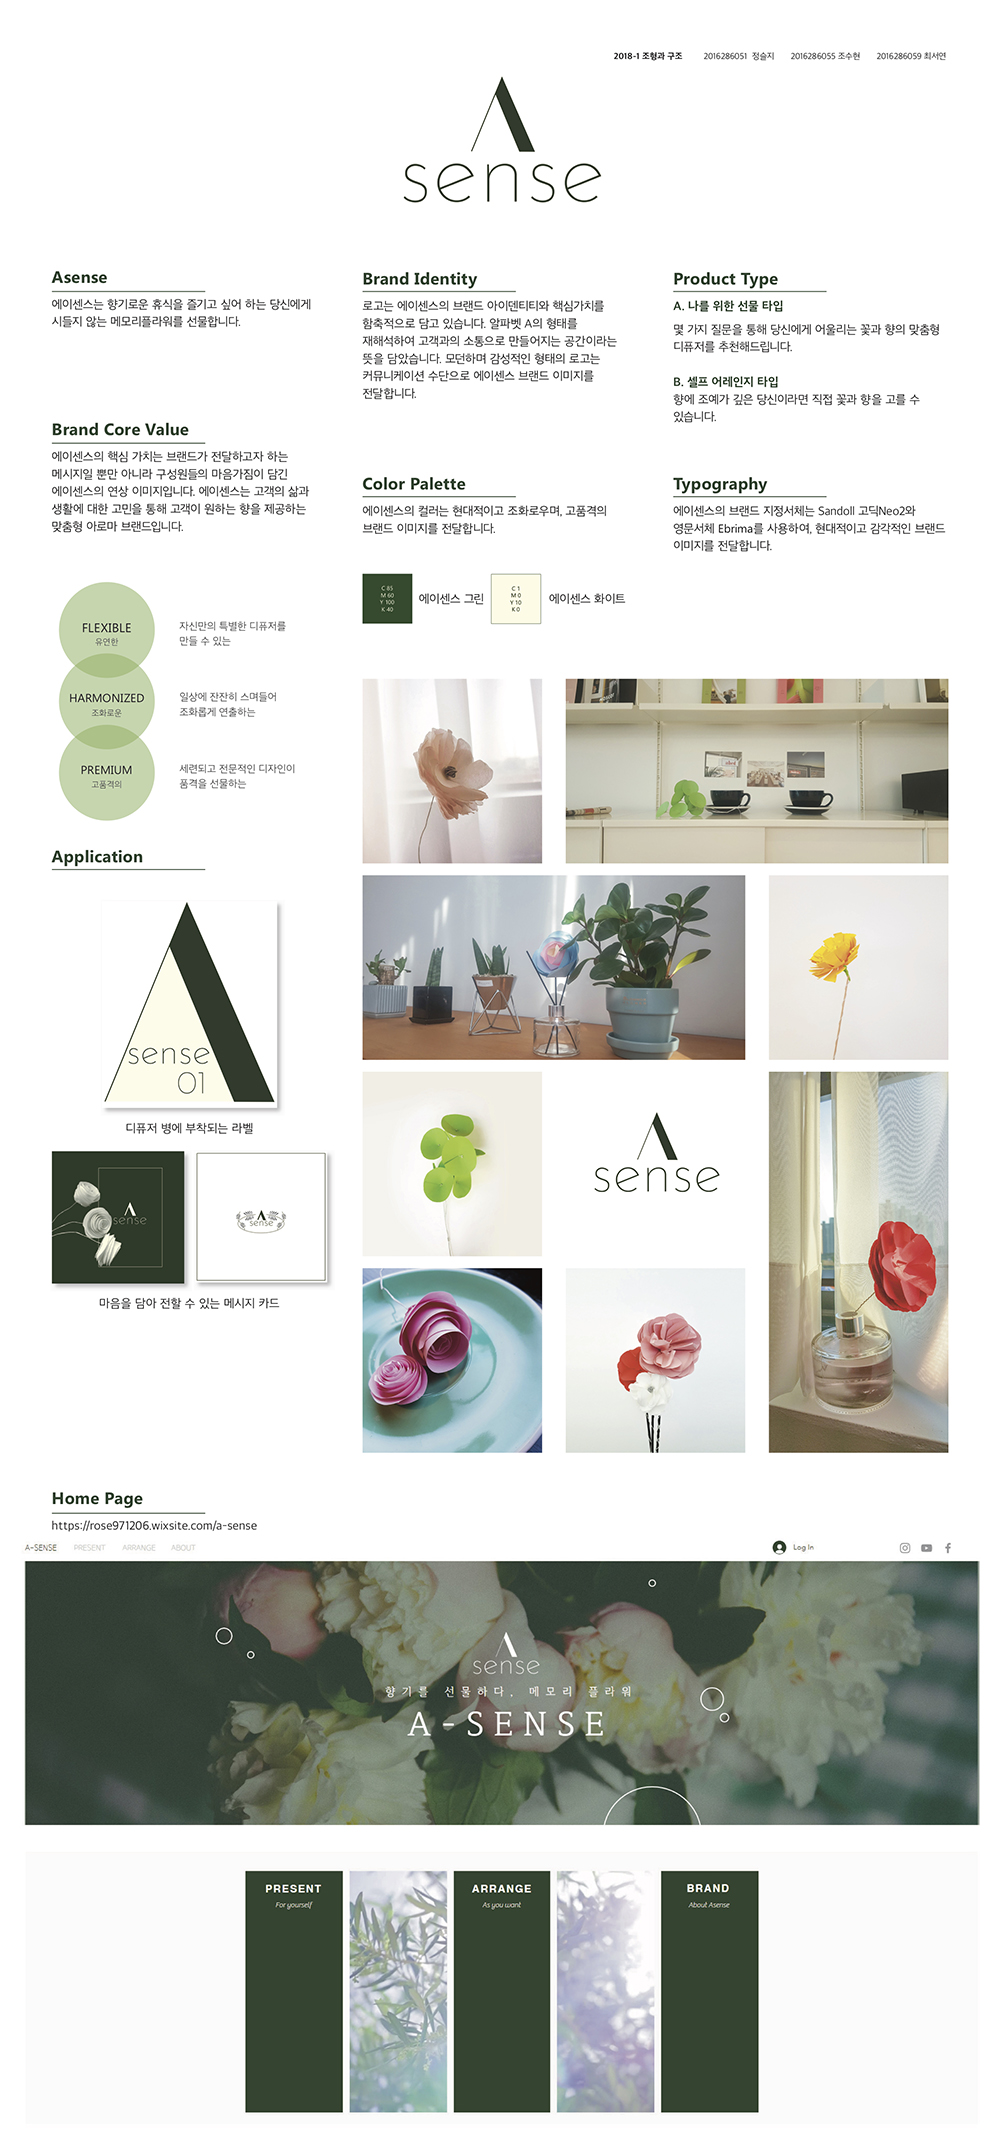 2018-1 조형과 구조 2016286051 정슬지 2016286055 조수현 2016286059 최서연
A
sense
Asense
에이센스는 향기로운 휴식을 즐기고 싶어 하는 당신에게
시들지 않는 메모리플라워를 선물합니다.
Brand Core Value
에이센스의 핵심 가치는 브랜드가 전달하고자 하는
메시지일 뿐만 아니라 구성원들의 마음가짐이 담긴
에이센스의 연상 이미지입니다. 에이센스는 고객의 삶과
생활에 대한 고민을 통해 고객이 원하는 향을 제공하는
맞춤형 아로마 브랜드입니다.
FLEXIBLE
유연한
자신만의 특별한 디퓨저를
만들 수 있는
HARMONIZED
조화로운
일상에 잔잔히 스며들어
조화롭게 연출하는
PREMIUM
고품격의
세련되고 전문적인 디자인이
품격을 선물하는
Application
sense
01
디퓨저 병에 부착되는 라벨
A
sense
A
sense
마음을 담아 전할 수 있는 메시지 카드
Brand Identity
로고는 에이센스의 브랜드 아이덴티티와 핵심가치를
함축적으로 담고 있습니다. 알파벳 A의 형태를
재해석하여 고객과의 소통으로 만들어지는 공간이라는
뜻을 담았습니다. 모던하며 감성적인 형태의 로고는
커뮤니케이션 수단으로 에이센스 브랜드 이미지를
전달합니다.
Color Palette
에이센스의 컬러는 현대적이고 조화로우며, 고품격의
브랜드 이미지를 전달합니다.
C 85
M 60
Y 100
K 40
에이센스 그린
C 1
M 0
Y 10
K 0
에이센스 화이트
Product Type
A. 나를 위한 선물 타입
몇 가지 질문을 통해 당신에게 어울리는 꽃과 향의 맞춤형
디퓨저를 추천해드립니다.
B. 셀프 어레인지 타입
향에 조예가 깊은 당신이라면 직접 꽃과 향을 고를 수
있습니다.
Typography
에이센스의 브랜드 지정서체는 Sandoll 고딕Neo2와
영문서체 Ebrima를 사용하여, 현대적이고 감각적인 브랜드
이미지를 전달합니다.
A
sense
Home Page
https://rose971206.wixsite.com/a-sense
A-SENSE PRESENT ARRANGE ABOUT Log In
A
sense
향기를 선물하다, 메모리 플라워
A-SENSE
PRESENT
For yourself
ARRANGE
As you want
BRAND
About Asense